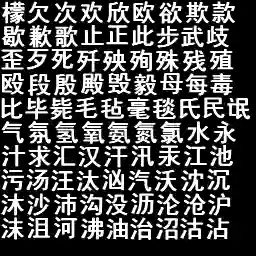 檬欠次欢欣欧欲欺款
歇歉歌止正此步武歧
歪歹死歼殃殉殊残殖
殴段殷殿毁毅母每毒
比毕毙毛毡毫毯氏民氓
气氛氢氧氨氮氯水永
汁求汇汉汗汛汞江池
污汤汪汰汹汽沃沈沉
沐沙沛沟没沥沦沧沪
沫沮河沸油治沼沽沾